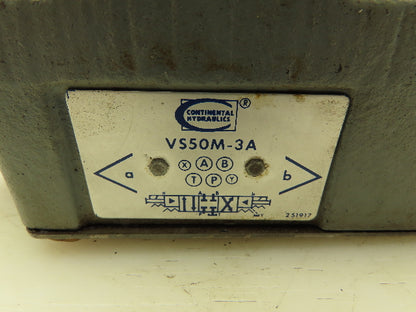 CONTINENTAL ®
HYDRAULICS
VS50M-3A
X A B
a b
T P Y
251917